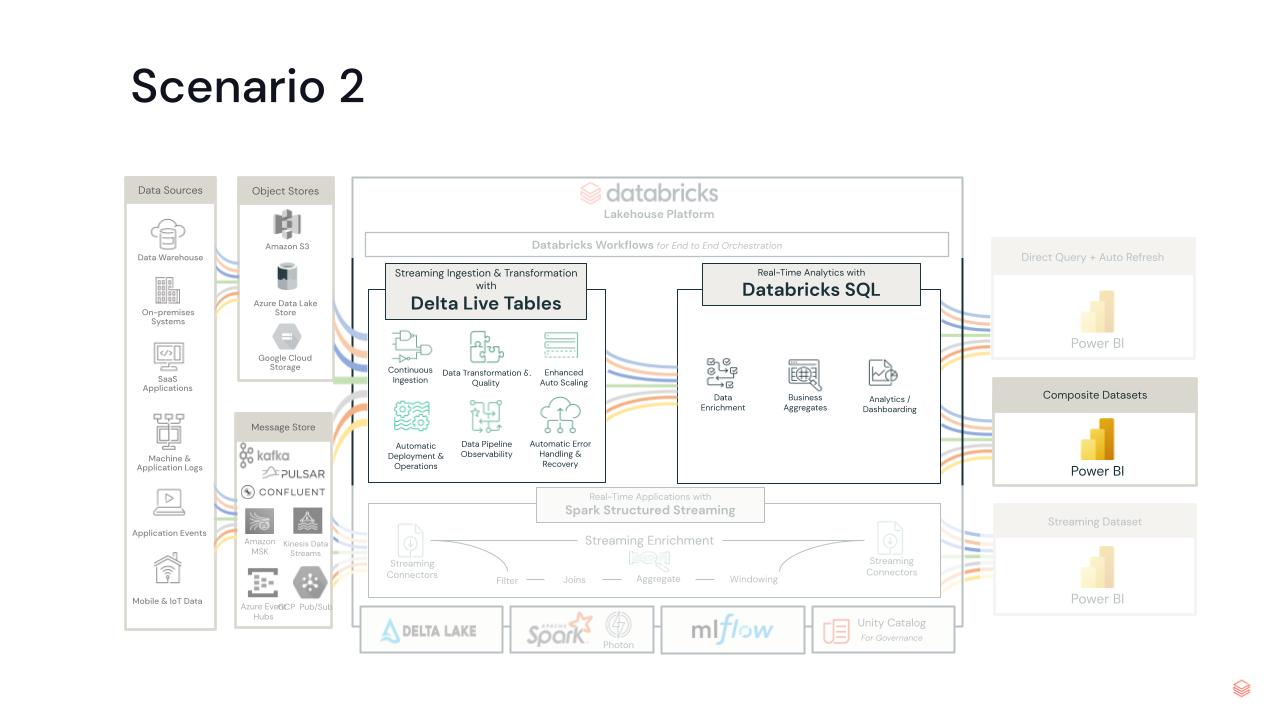 Scenario 2
Data Sources
Data Warehouse
On-premises
Systems
SaaS
Applications
Machine &
Application Logs
Application Events
Mobile & IoT Data
Object Stores
Amazon S3
Azure Data Lake
Store
Google Cloud
Storage
Message Store
kafka
PULSAR
CONFLUENT
Amazon
MSK
Kinesis Data
Streams
Azure Event
Hubs
GCP Pub/Sub
databricks
Lakehouse Platform
Databricks Workflows for End to End Orchestration
Streaming Ingestion & Transformation
with
Delta Live Tables
Continuous
Ingestion
Data Transformation &
Quality
Enhanced
Auto Scaling
Automatic
Deployment &
Operations
Data Pipeline
Observability
Automatic Error
Handling &
Recovery
Real-Time Analytics with
Databricks SQL
Data
Enrichment
Business
Aggregates
Analytics /
Dashboarding
Real-Time Applications with
Spark Structured Streaming
Streaming
Connectors
Streaming Enrichment
Filter
Joins
Aggregate
Windowing
Streaming
Connectors
DELTA LAKE
APACHE
Spark
Photon
mlflow
Unity Catalog
For Governance
Direct Query + Auto Refresh
Power BI
Composite Datasets
Power BI
Streaming Dataset
Power BI